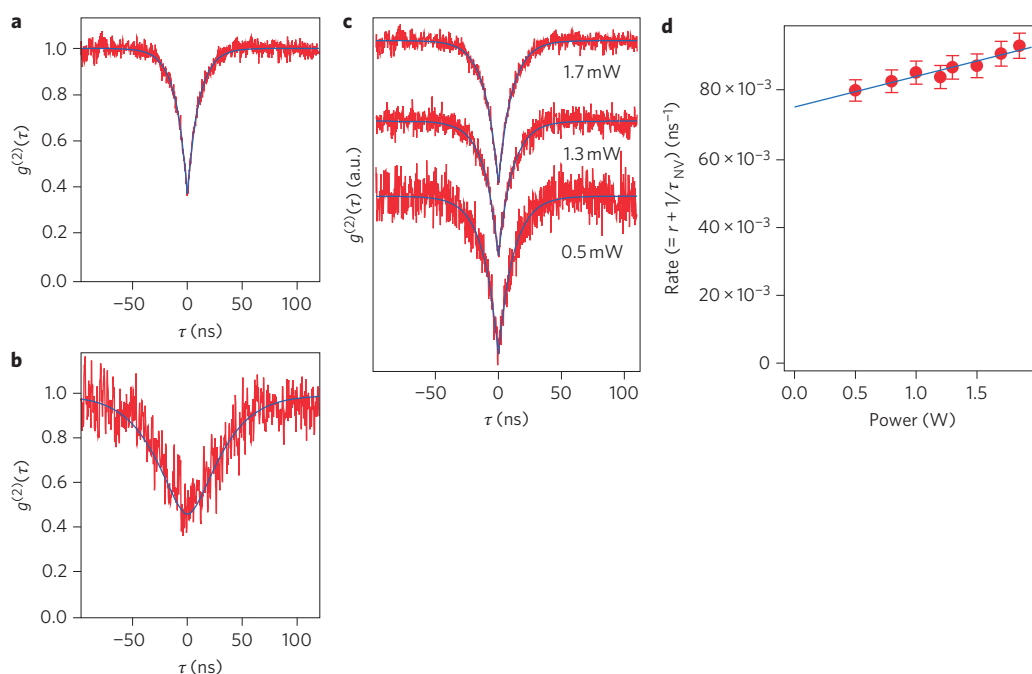 a
1.0
0.8
0.6
0.4
0.2
0.0
g(2)(τ)
−50 0 50 100
τ (ns)
b
1.0
0.8
0.6
0.4
0.2
0.0
g(2)(τ)
−50 0 50 100
τ (ns)
c
1.7 mW
1.3 mW
0.5 mW
g(2)(τ) (a.u.)
−50 0 50 100
τ (ns)
d
80 × 10−3
60 × 10−3
40 × 10−3
20 × 10−3
0
Rate (= r + 1/τNV) (ns−1)
0.0 0.5 1.0 1.5
Power (W)